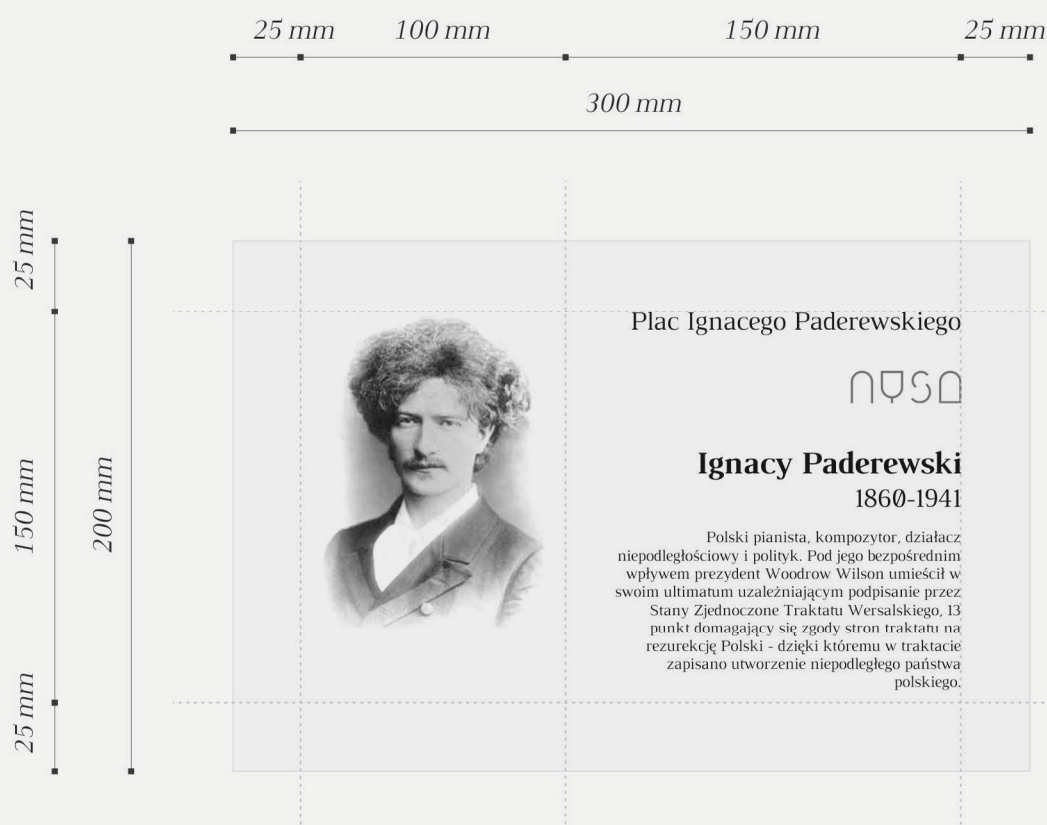 25 mm 100 mm 150 mm 25 mm
300 mm
25 mm
150 mm
200 mm
25 mm
Plac Ignacego Paderewskiego
NYSA
Ignacy Paderewski
1860-1941
Polski pianista, kompozytor, działacz
niepodległościowy i polityk. Pod jego bezpośrednim
wpływem prezydent Woodrow Wilson umieścił w
swoim ultimatum uzależniającym podpisanie przez
Stany Zjednoczone Traktatu Wersalskiego, 13
punkt domagający się zgody stron traktatu na
rezurekcję Polski - dzięki któremu w traktacie
zapisano utworzenie niepodległego państwa
polskiego.